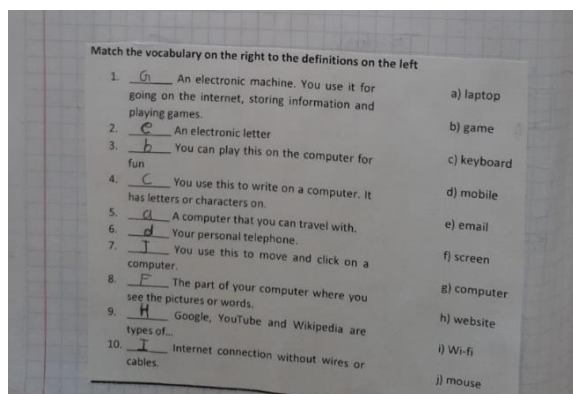 Match the vocabulary on the right to the definitions on the left
1. G An electronic machine. You use it for
going on the internet, storing information and
playing games.
2. e An electronic letter
3. b You can play this on the computer for
fun
4. C You use this to write on a computer. It
has letters or characters on.
5. a A computer that you can travel with.
6. d Your personal telephone.
7. J You use this to move and click on a
computer.
8. F The part of your computer where you
see the pictures or words.
9. H Google, YouTube and Wikipedia are
types of...
10. I Internet connection without wires or
cables.
a) laptop
b) game
c) keyboard
d) mobile
e) email
f) screen
g) computer
h) website
i) Wi-fi
j) mouse